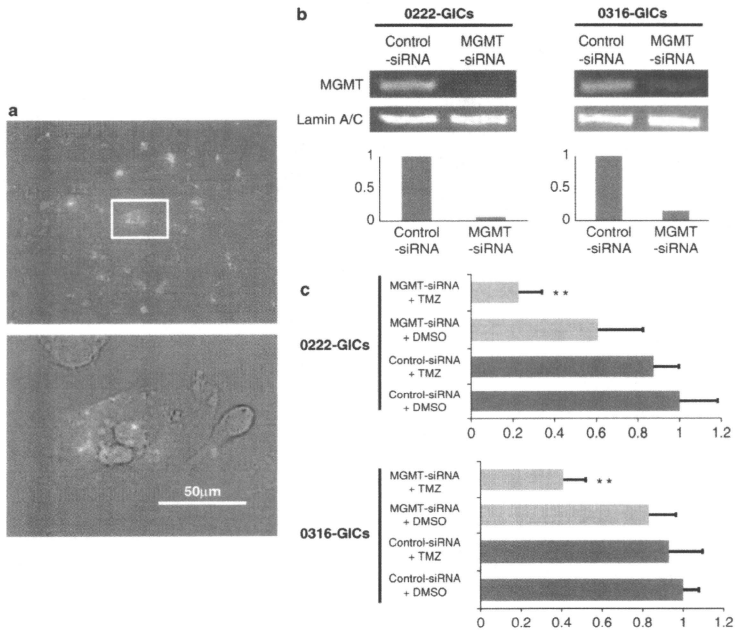 a
50μm
b
0222-GICs
0316-GICs
Control
-siRNA
MGMT
-siRNA
Control
-siRNA
MGMT
-siRNA
MGMT
Lamin A/C
1
0.5
0
Control
-siRNA
MGMT
-siRNA
1
0.5
0
Control
-siRNA
MGMT
-siRNA
c
0222-GICs
MGMT-siRNA
+ TMZ
**
MGMT-siRNA
+ DMSO
Control-siRNA
+ TMZ
Control-siRNA
+ DMSO
0 0.2 0.4 0.6 0.8 1 1.2
0316-GICs
MGMT-siRNA
+ TMZ
**
MGMT-siRNA
+ DMSO
Control-siRNA
+ TMZ
Control-siRNA
+ DMSO
0 0.2 0.4 0.6 0.8 1 1.2